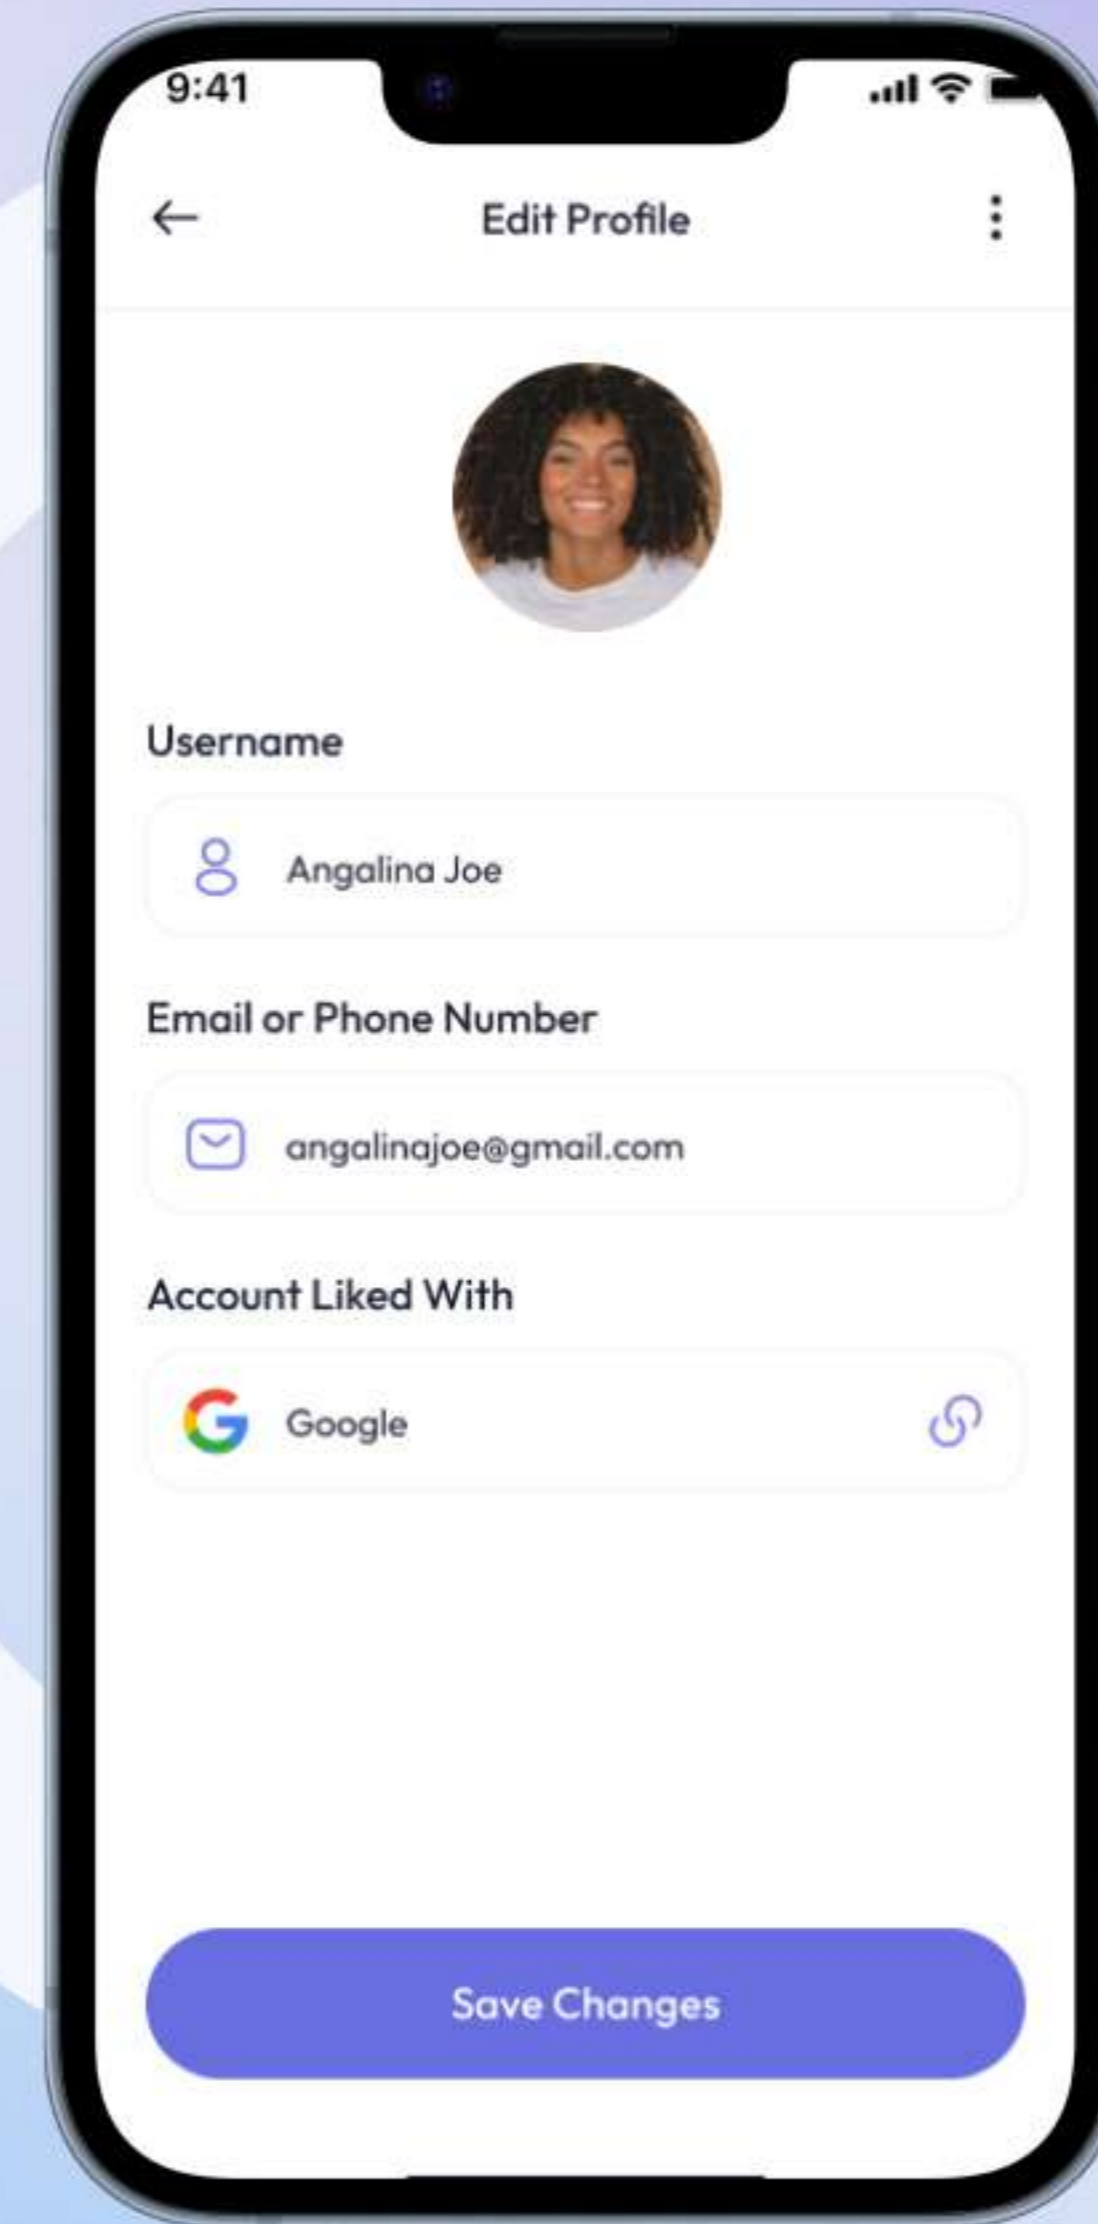 9:41
Edit Profile
Username
Angalina Joe
Email or Phone Number
angalinajoe@gmail.com
Account Liked With
Google
Save Changes